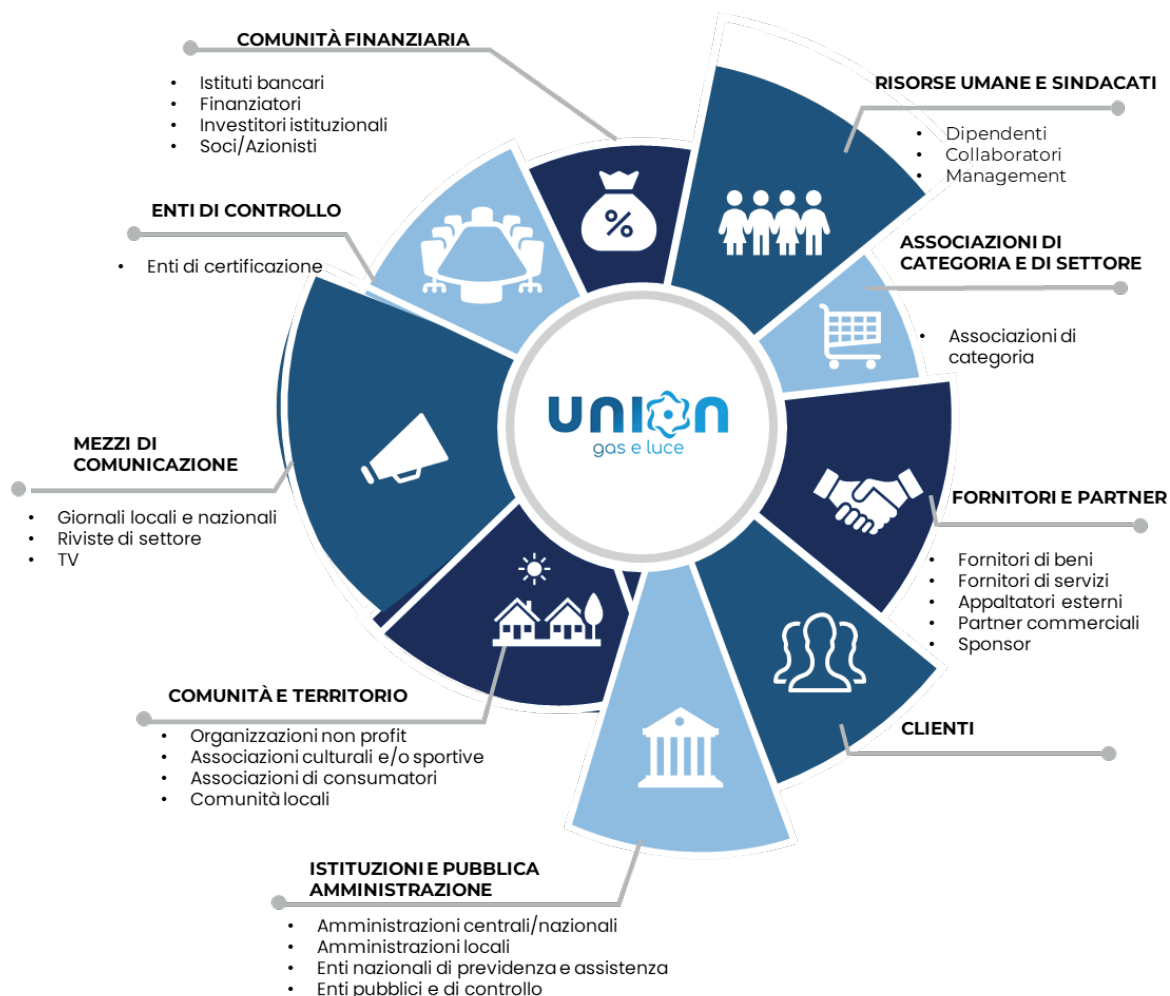 COMUNITÀ FINANZIARIA
• Istituti bancari
• Finanziatori
• Investitori istituzionali
• Soci/Azionisti
RISORSE UMANE E SINDACATI
• Dipendenti
• Collaboratori
• Management
ENTI DI CONTROLLO
• Enti di certificazione
ASSOCIAZIONI DI
CATEGORIA E DI SETTORE
• Associazioni di
categoria
%
UNION
gas e luce
MEZZI DI
COMUNICAZIONE
• Giornali locali e nazionali
• Riviste di settore
• TV
FORNITORI E PARTNER
• Fornitori di beni
• Fornitori di servizi
• Appaltatori esterni
• Partner commerciali
• Sponsor
COMUNITÀ E TERRITORIO
• Organizzazioni non profit
• Associazioni culturali e/o sportive
• Associazioni di consumatori
• Comunità locali
CLIENTI
ISTITUZIONI E PUBBLICA
AMMINISTRAZIONE
• Amministrazioni centrali/nazionali
• Amministrazioni locali
• Enti nazionali di previdenza e assistenza
• Enti pubblici e di controllo